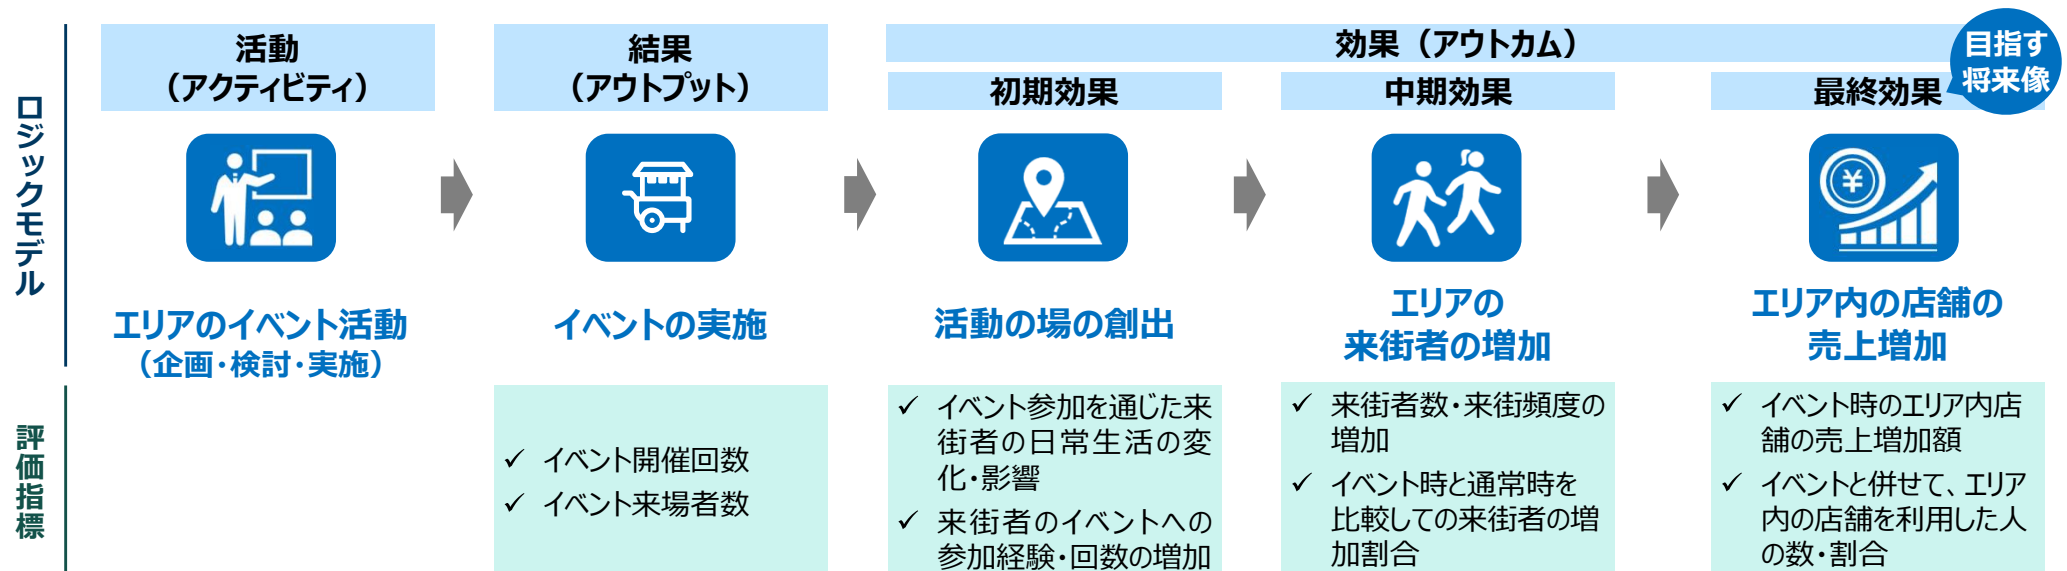 ロジックモデル
活動
（アクティビティ）
結果
（アウトプット）
効果（アウトカム）
目指す
将来像
初期効果
中期効果
最終効果
エリアのイベント活動
（企画・検討・実施）
イベントの実施
活動の場の創出
エリアの
来街者の増加
¥
エリア内の店舗の
売上増加
評価指標
✓ イベント開催回数
✓ イベント来場者数
✓ イベント参加を通じた来
街者の日常生活の変
化・影響
✓ 来街者のイベントへの
参加経験・回数の増加
✓ 来街者数・来街頻度の
増加
✓ イベント時と通常時を
比較しての来街者の増
加割合
✓ イベント時のエリア内店
舗の売上増加額
✓ イベントと併せて、エリア
内の店舗を利用した人
の数・割合